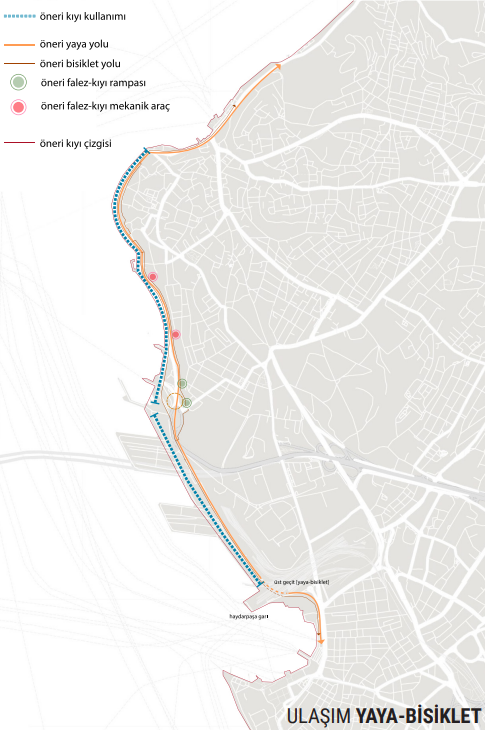 öneri kıyı kullanımı
öneri yaya yolu
öneri bisiklet yolu
öneri falez-kıyı rampası
öneri falez-kıyı mekanik araç
öneri kıyı çizgisi
üst geçit (yaya-bisiklet)
haydarpaşa garı
ULAŞIM YAYA-BİSİKLET